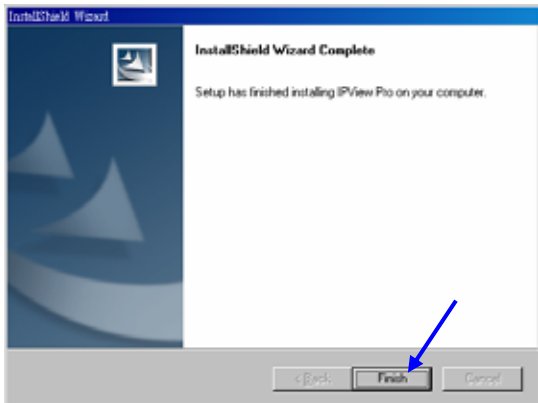 InstallShield Wizard
InstallShield Wizard Complete
Setup has finished installing IPView Pro on your computer.
< Back
Finish
Cancel